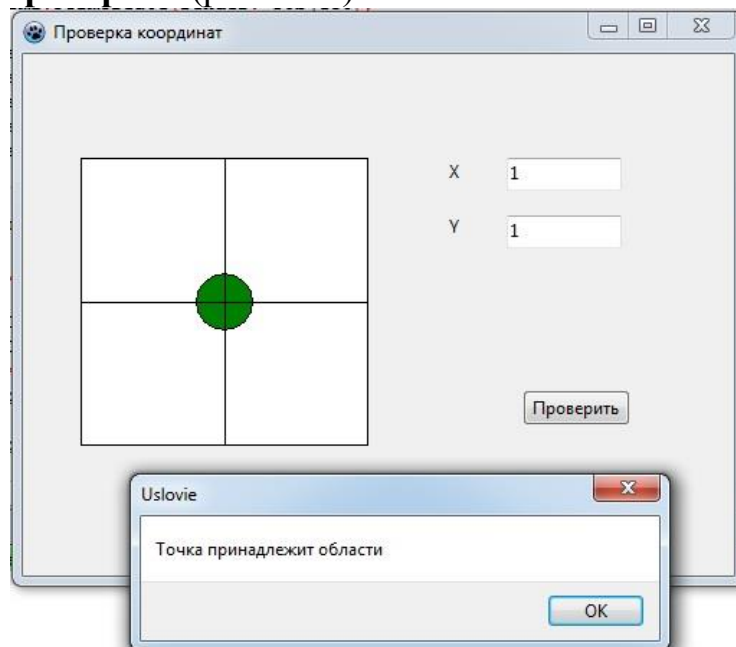 Проверка координат
X 1
Y 1
Проверить
Uslovie
Точка принадлежит области
OK